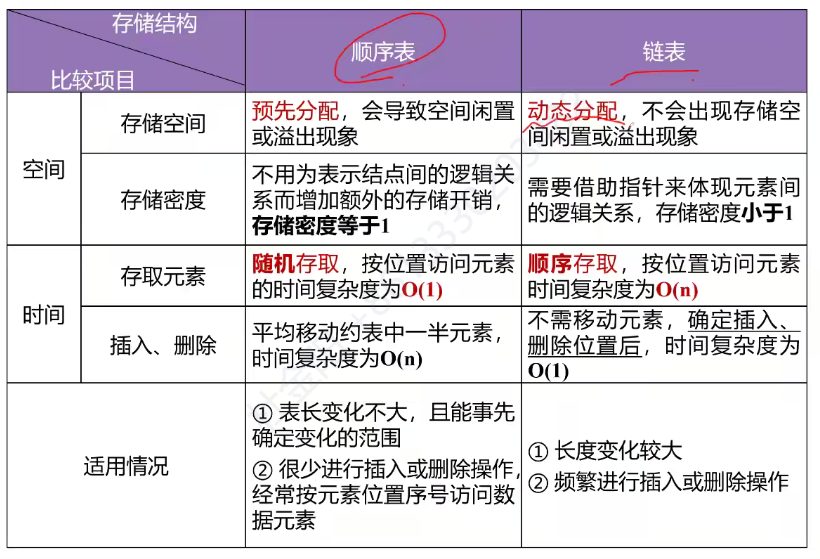 存储结构
比较项目
顺序表
链表
空间
存储空间
预先分配，会导致空间闲置
或溢出现象
动态分配，不会出现存储空
间闲置或溢出现象
存储密度
不用为表示结点间的逻辑关
系而增加额外的存储开销，
存储密度等于1
需要借助指针来体现元素间
的逻辑关系，存储密度小于1
时间
存取元素
随机存取，按位置访问元素
的时间复杂度为O(1)
顺序存取，按位置访问元素
时间复杂度为O(n)
插入、删除
平均移动约表中一半元素，
时间复杂度为O(n)
不需移动元素，确定插入、
删除位置后，时间复杂度为
O(1)
适用情况
① 表长变化不大，且能事先
确定变化的范围
② 很少进行插入或删除操作，
经常按元素位置序号访问数
据元素
① 长度变化较大
② 频繁进行插入或删除操作